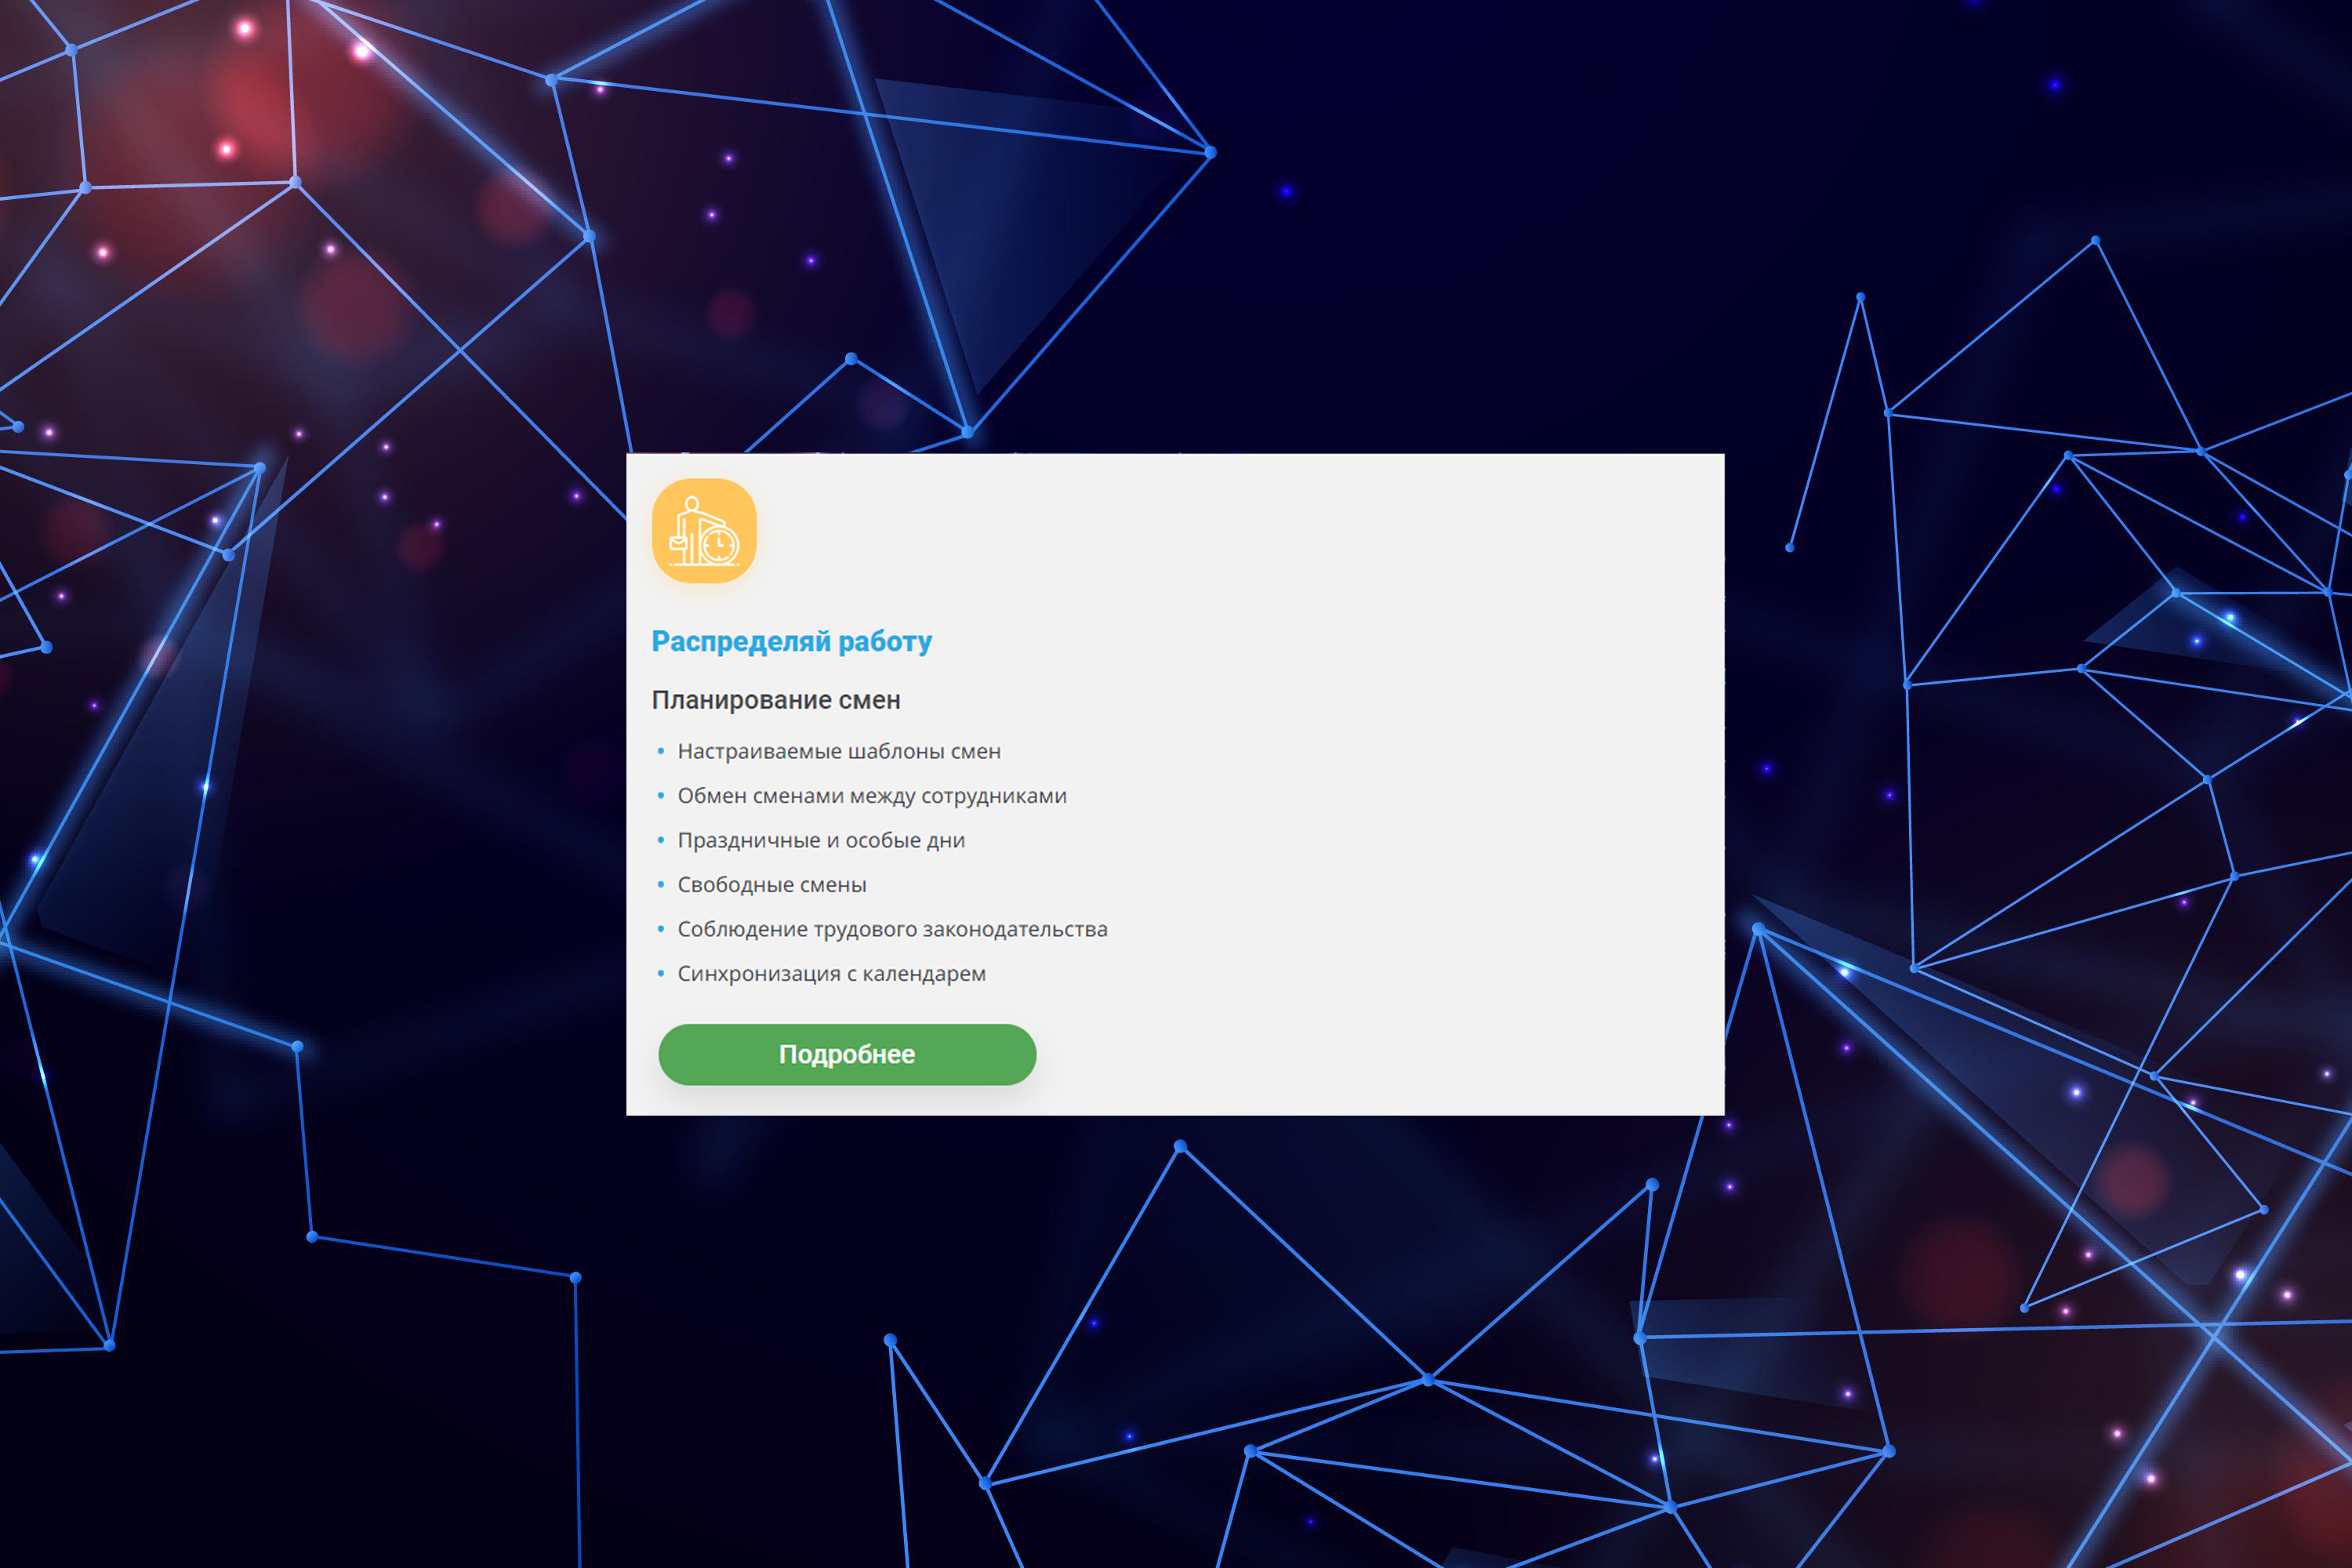 Распределяй работу
Планирование смен
• Настраиваемые шаблоны смен
• Обмен сменами между сотрудниками
• Праздничные и особые дни
• Свободные смены
• Соблюдение трудового законодательства
• Синхронизация с календарем
Подробнее